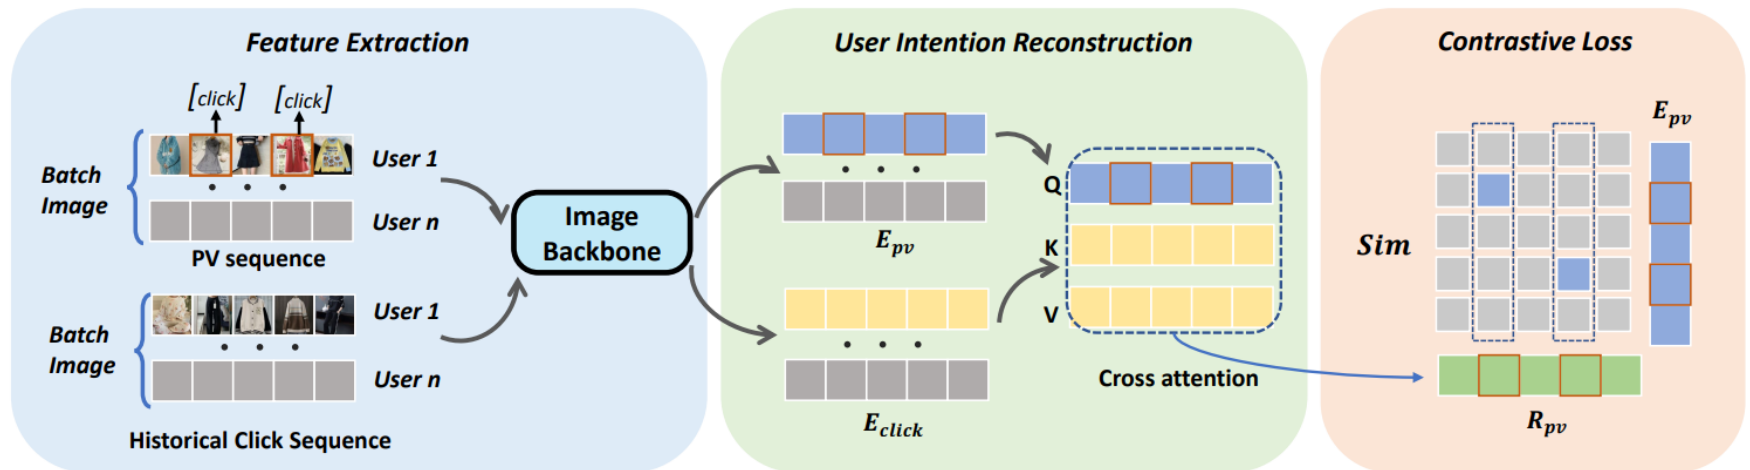 Feature Extraction
[click] [click]
Batch Image
User 1
User n
PV sequence
Batch Image
User 1
User n
Historical Click Sequence
Image Backbone
User Intention Reconstruction
E_pv
E_click
Q
K
V
Cross attention
Contrastive Loss
E_pv
Sim
R_pv